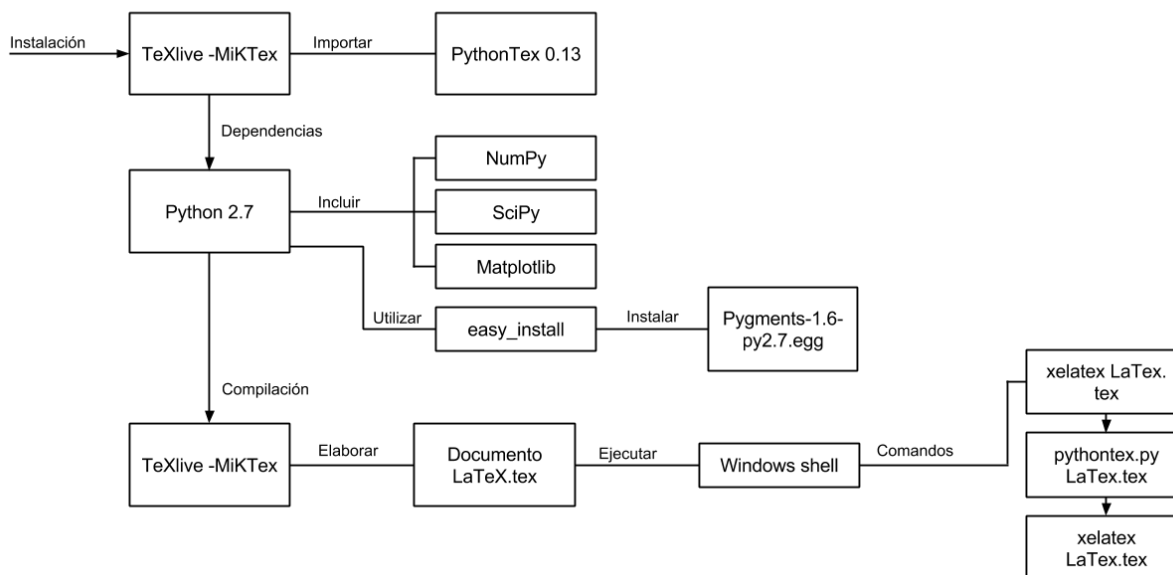 Instalación
TeXlive -MiKTex
Importar
PythonTex 0.13
Dependencias
Python 2.7
Incluir
NumPy
SciPy
Matplotlib
Utilizar
easy_install
Instalar
Pygments-1.6-
py2.7.egg
Compilación
TeXlive -MiKTex
Elaborar
Documento
LaTeX.tex
Ejecutar
Windows shell
Comandos
xelatex LaTex.
tex
pythontex.py
LaTex.tex
xelatex
LaTex.tex